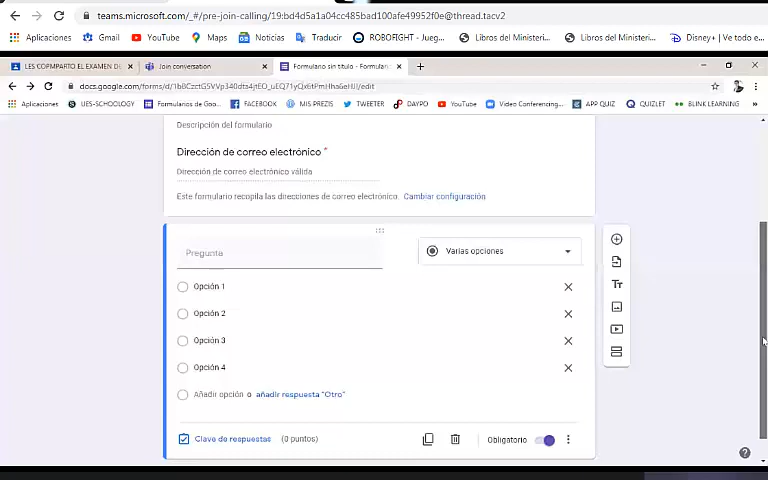 teams.microsoft.com/_#/pre-join-calling/19:bd4d5a1a04cc485bad100afe49952f0e@thread.tacv2
Aplicaciones Gmail YouTube Maps Noticias Traducir ROBOFIGHT - Jueg... Libros del Ministeri... Libros del Ministeri... Disney+ | Ve todo e...
LES COPMPARTO EL EXAMEN D Join conversation Formulario sin título - Formular
Aplicaciones UES-SCHOOLOGY Formularios de Goo... FACEBOOK MIS PREZIS TWEETER DAYPO YouTube Video Conferencing... APP QUIZ QUIZLET BLINK LEARNING
Descripción del formulario
Dirección de correo electrónico *
Dirección de correo electrónico válida
Este formulario recopila las direcciones de correo electrónico. Cambiar configuración
Pregunta Varias opciones
Opción 1
Opción 2
Opción 3
Opción 4
Añadir opción o añadir respuesta "Otro"
Clave de respuestas (0 puntos) Obligatorio